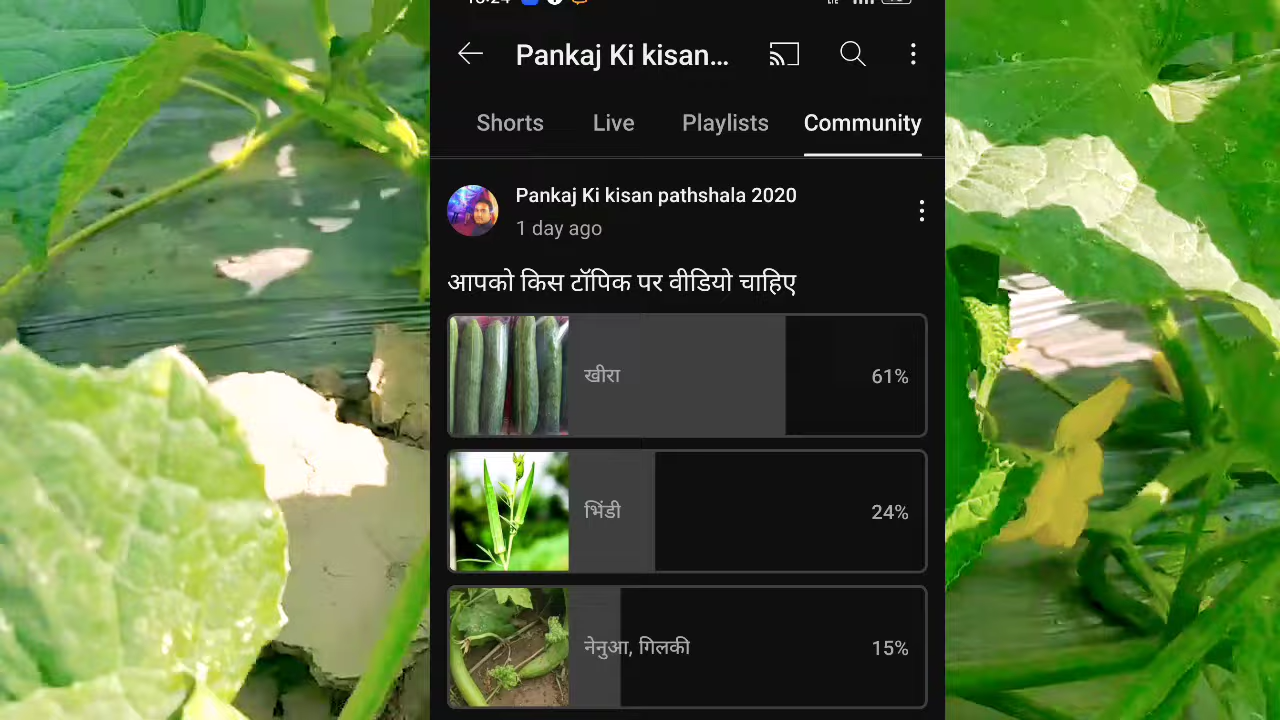 Pankaj Ki kisan...
Shorts Live Playlists Community
Pankaj Ki kisan pathshala 2020
1 day ago
आपको किस टॉपिक पर वीडियो चाहिए
खीरा 61%
भिंडी 24%
नेनुआ, गिलकी 15%